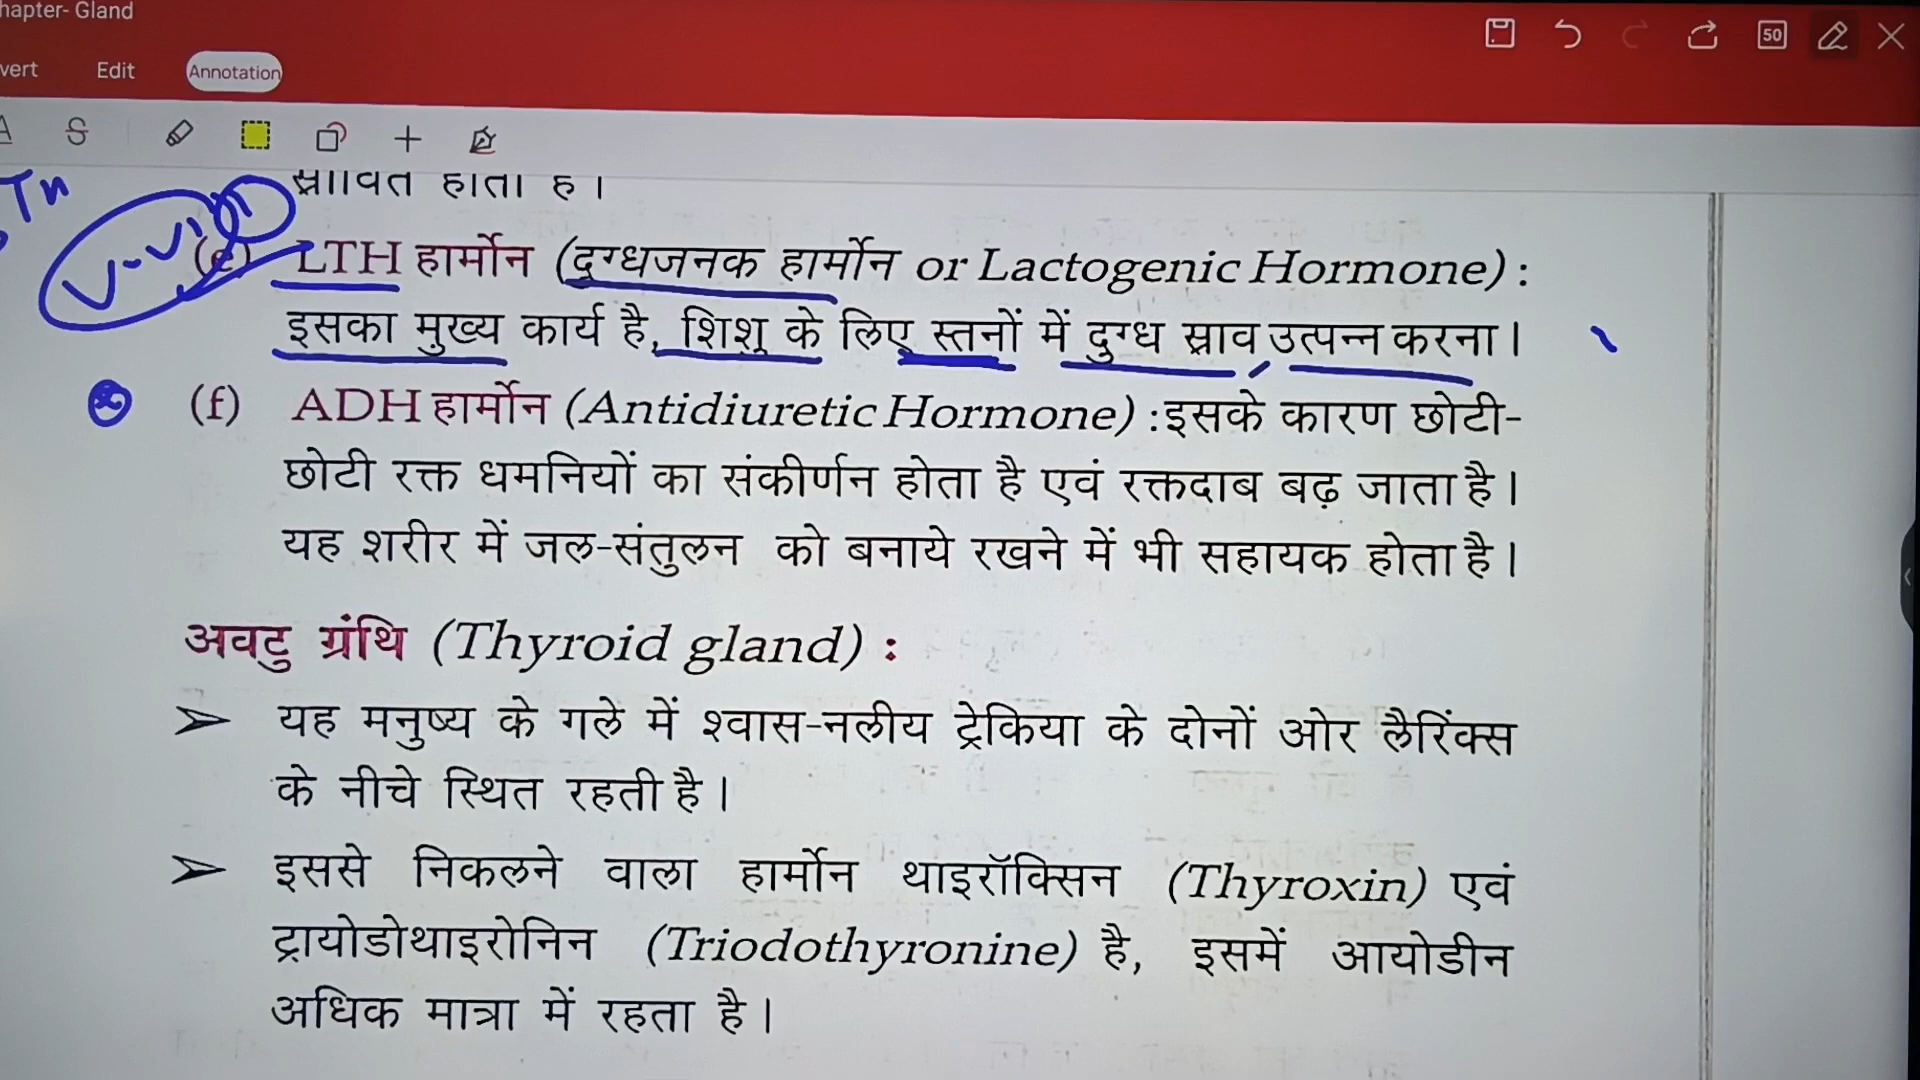 hapter- Gland
50
vert Edit Annotation
Tn
स्रावित होता है।
V-V
(e) LTH हार्मोन (दुग्धजनक हार्मोन or Lactogenic Hormone) :
इसका मुख्य कार्य है, शिशु के लिए स्तनों में दुग्ध स्राव उत्पन्न करना।
(f) ADH हार्मोन (Antidiuretic Hormone) :इसके कारण छोटी-
छोटी रक्त धमनियों का संकीर्णन होता है एवं रक्तदाब बढ़ जाता है।
यह शरीर में जल-संतुलन को बनाये रखने में भी सहायक होता है।
अवटु ग्रंथि (Thyroid gland) :
➢ यह मनुष्य के गले में श्वास-नलीय ट्रेकिया के दोनों ओर लैरिंक्स
के नीचे स्थित रहती है।
➢ इससे निकलने वाला हार्मोन थाइरॉक्सिन (Thyroxin) एवं
ट्रायोडोथाइरोनिन (Triodothyronine) है, इसमें आयोडीन
अधिक मात्रा में रहता है।